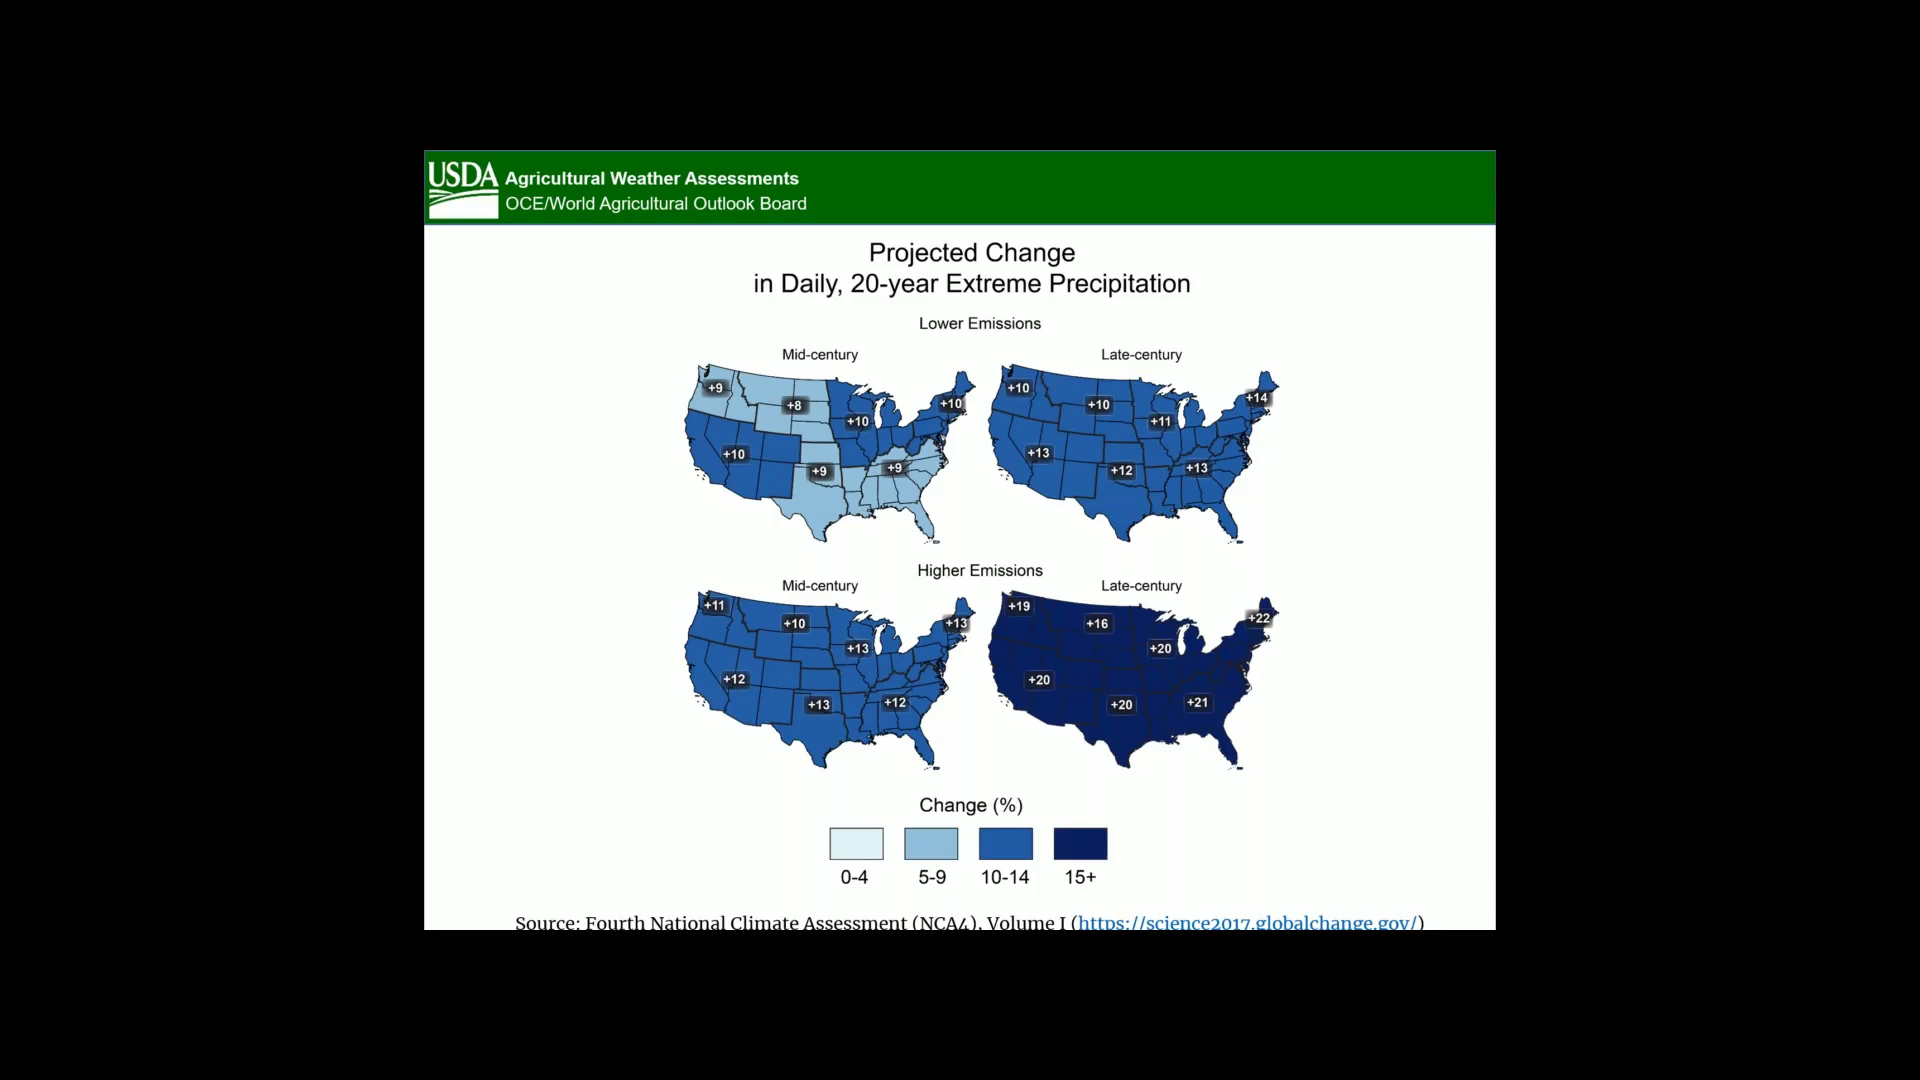 USDA
Agricultural Weather Assessments
OCE/World Agricultural Outlook Board
Projected Change
in Daily, 20-year Extreme Precipitation
Lower Emissions
Mid-century
Late-century
+9
+8
+10
+10
+10
+9
+9
+10
+10
+11
+14
+13
+12
+13
Higher Emissions
Mid-century
Late-century
+11
+10
+13
+13
+12
+13
+12
+19
+16
+20
+22
+20
+20
+21
Change (%)
0-4
5-9
10-14
15+
Source: Fourth National Climate Assessment (NCA4), Volume I (https://science2017.globalchange.gov/)